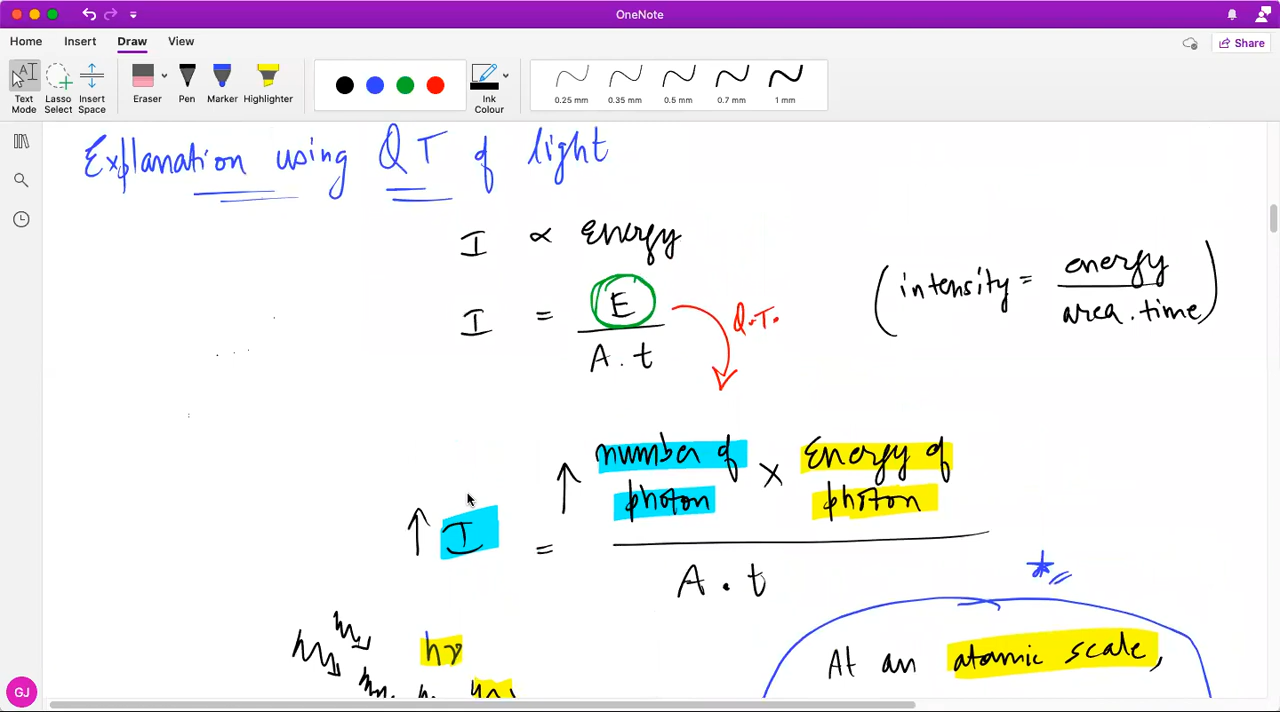 OneNote
Home
Insert
Draw
View
Share
Text
Mode
Lasso
Select
Insert
Space
Eraser
Pen
Marker
Highlighter
Ink
Colour
0.25 mm
0.35 mm
0.5 mm
0.7 mm
1 mm
Explanation using QT of light
I ∝ Energy
I = E / A . t
Q.T.
(intensity = energy / area . time)
↑ I = ↑ number of photon × Energy of photon / A . t
hν
At an atomic scale,
GJ